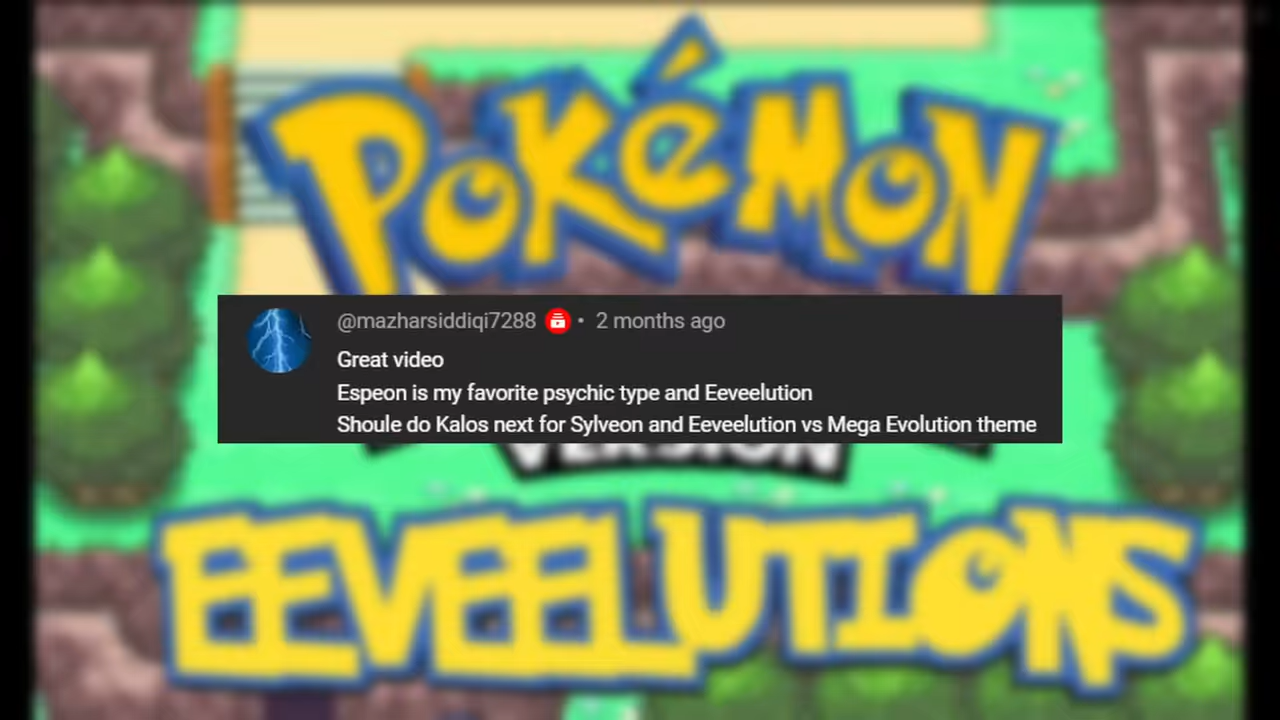 POKéMON
@mazharsiddiqi7288 • 2 months ago
Great video
Espeon is my favorite psychic type and Eeveelution
Shoule do Kalos next for Sylveon and Eeveelution vs Mega Evolution theme
VERSION
EEVEELUTIONS